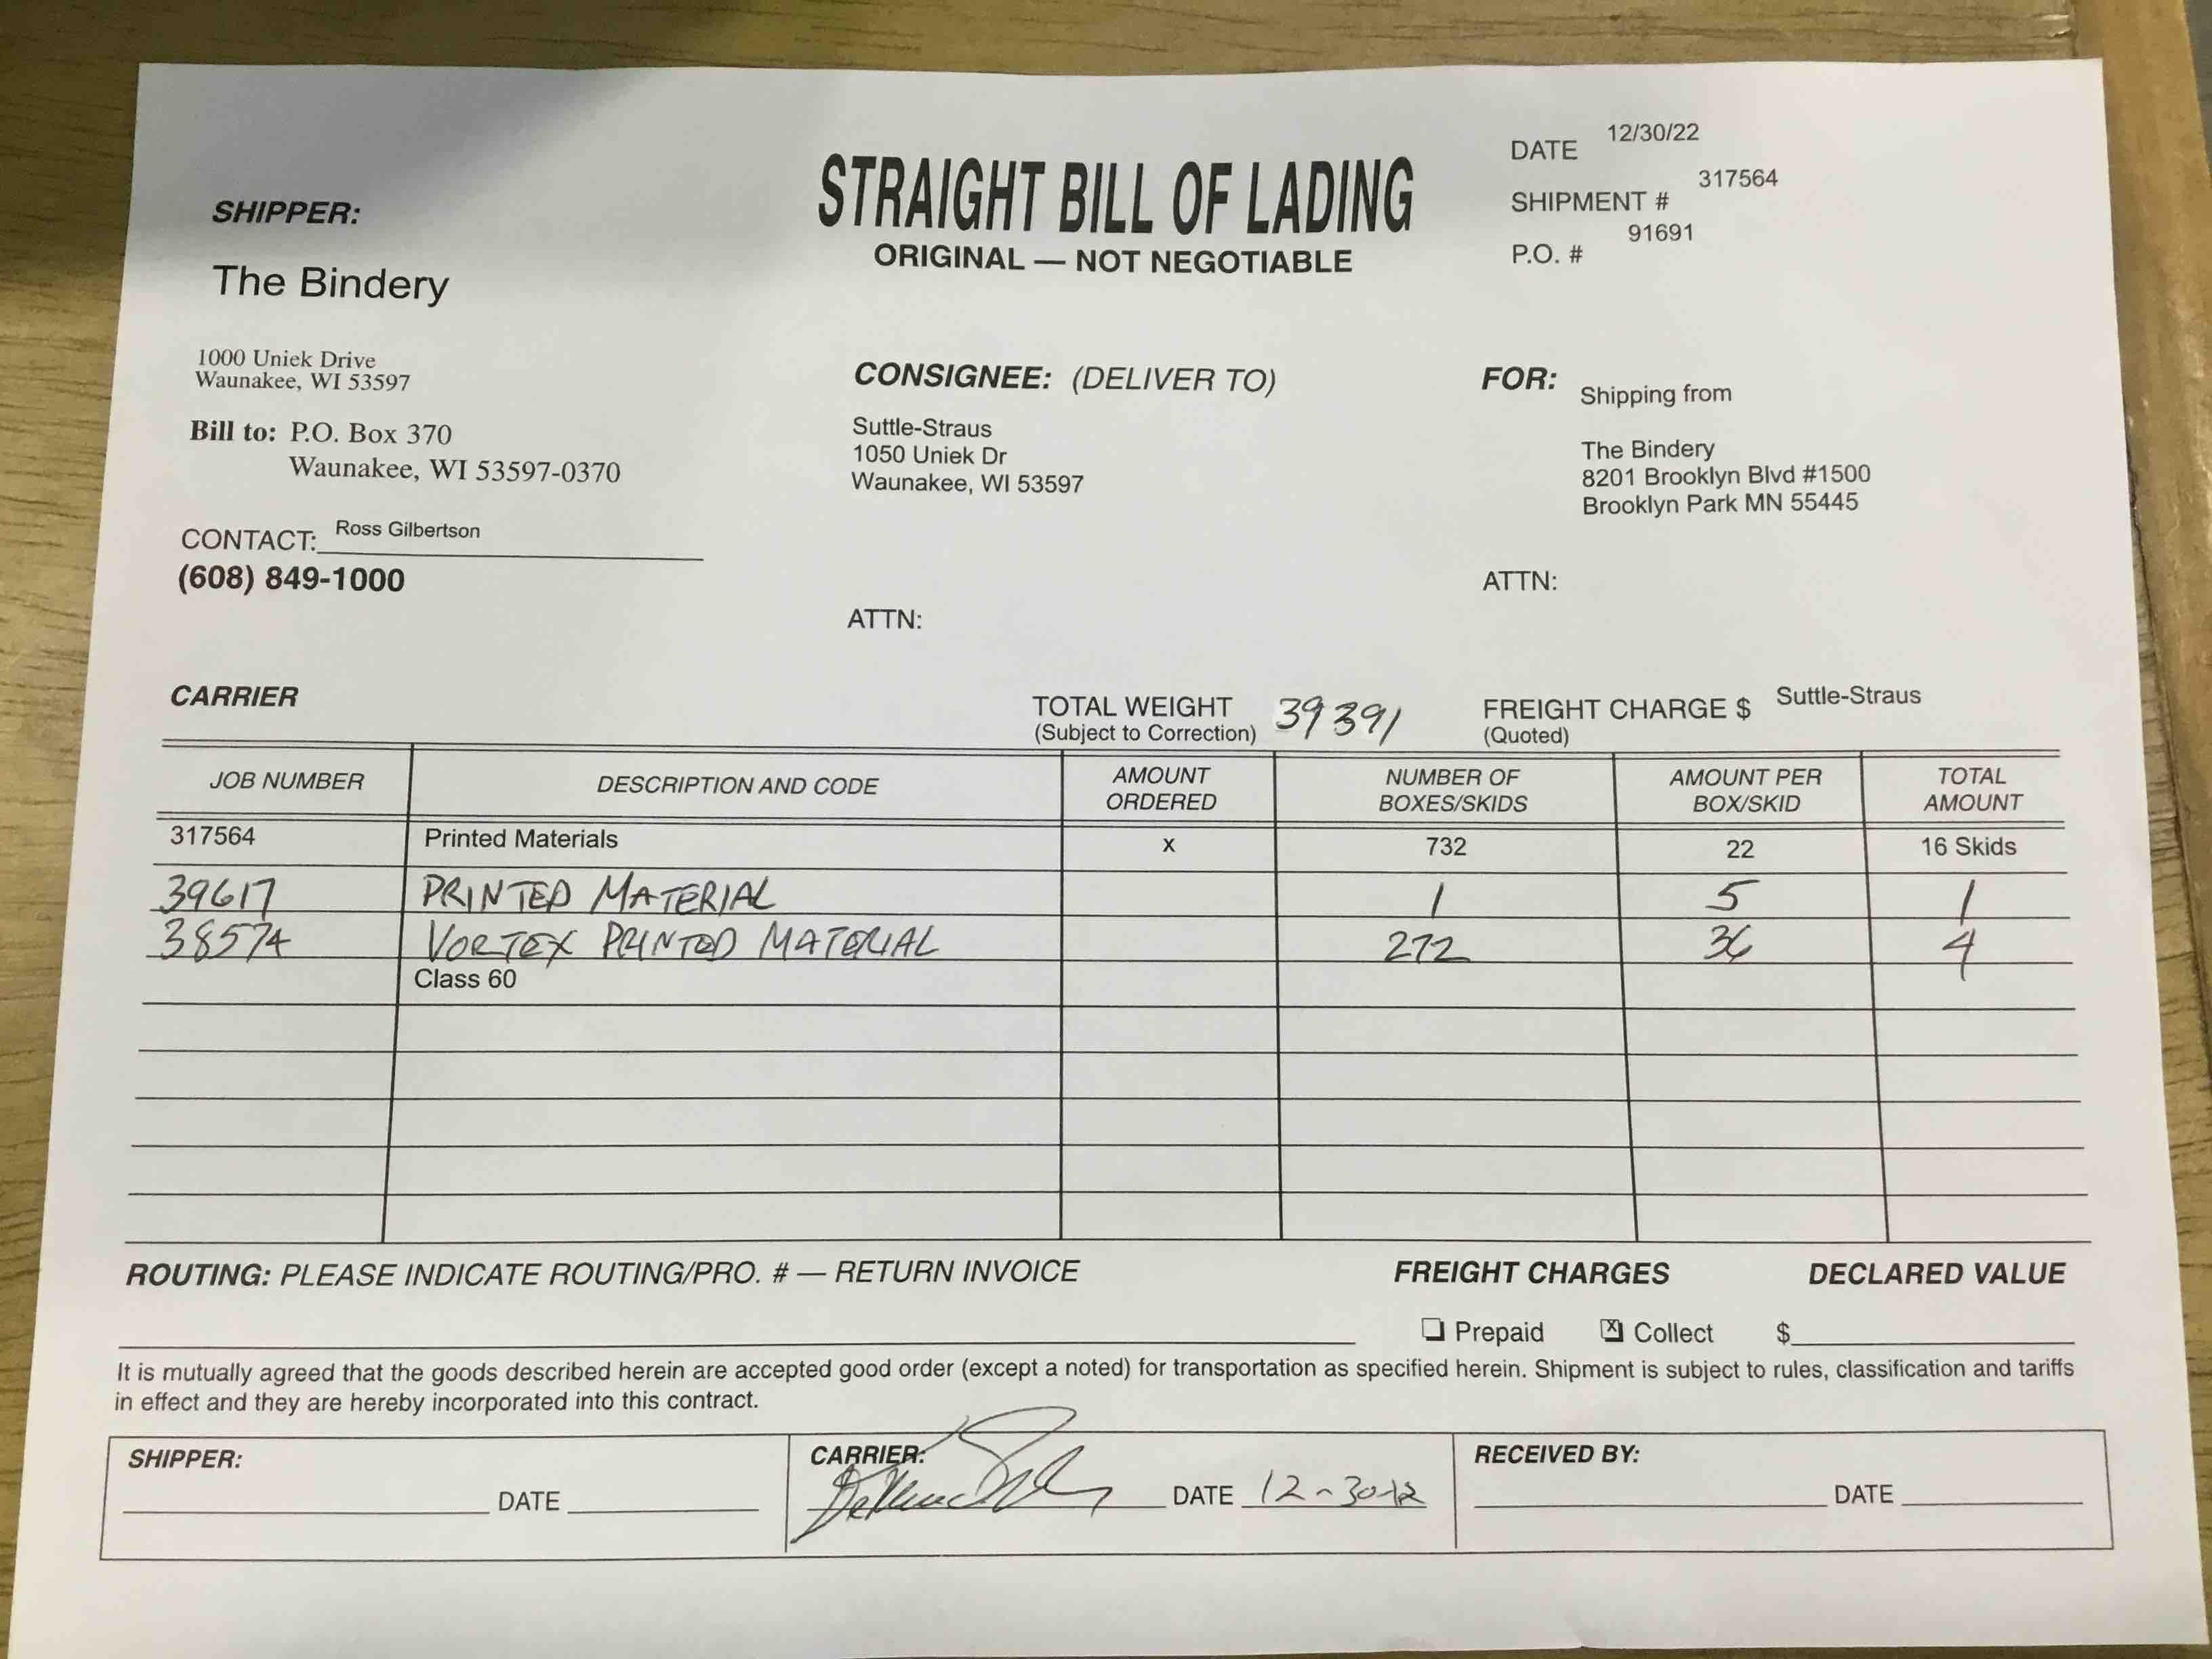 STRAIGHT BILL OF LADING
ORIGINAL — NOT NEGOTIABLE
DATE 12/30/22
SHIPMENT # 317564
P.O. # 91691
SHIPPER:
The Bindery
1000 Uniek Drive
Waunakee, WI 53597
Bill to: P.O. Box 370
Waunakee, WI 53597-0370
CONTACT: Ross Gilbertson
(608) 849-1000
CONSIGNEE: (DELIVER TO)
Suttle-Straus
1050 Uniek Dr
Waunakee, WI 53597
ATTN:
FOR: Shipping from
The Bindery
8201 Brooklyn Blvd #1500
Brooklyn Park MN 55445
ATTN:
CARRIER
TOTAL WEIGHT 39391
(Subject to Correction)
FREIGHT CHARGE $ Suttle-Straus
(Quoted)
JOB NUMBER DESCRIPTION AND CODE AMOUNT ORDERED NUMBER OF BOXES/SKIDS AMOUNT PER BOX/SKID TOTAL AMOUNT
317564 Printed Materials x 732 22 16 Skids
39617 PRINTED MATERIAL 1 5 1
38574 VORTEX PRINTED MATERIAL 272 36 4
Class 60
ROUTING: PLEASE INDICATE ROUTING/PRO. # — RETURN INVOICE
FREIGHT CHARGES DECLARED VALUE
Prepaid x Collect $
It is mutually agreed that the goods described herein are accepted good order (except a noted) for transportation as specified herein. Shipment is subject to rules, classification and tariffs
in effect and they are hereby incorporated into this contract.
SHIPPER:
DATE
CARRIER:
DATE 12-30-
RECEIVED BY:
DATE